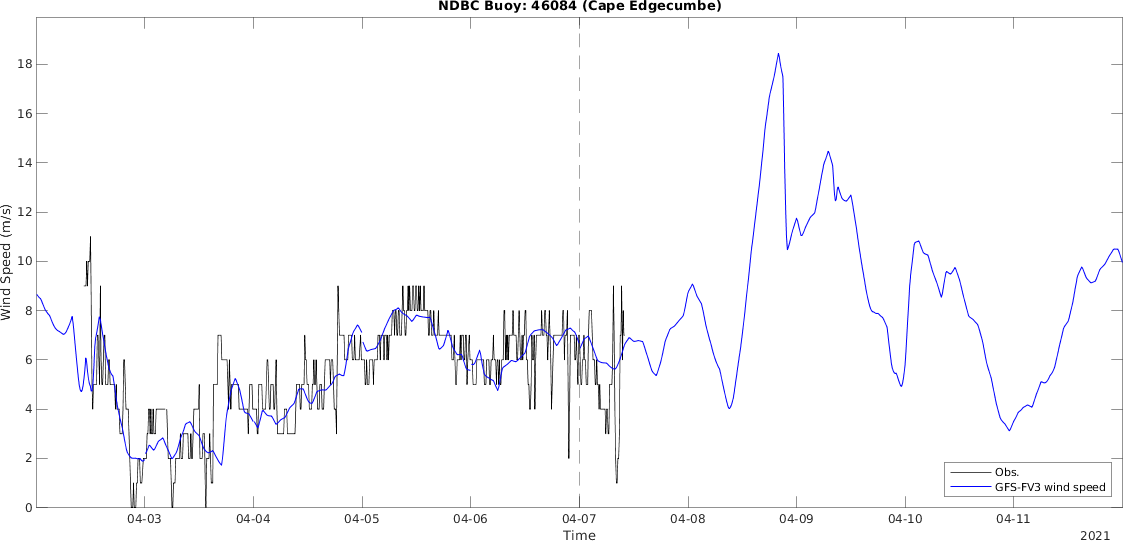 NDBC Buoy: 46084 (Cape Edgecumbe)
18
16
14
12
10
8
6
4
2
0
Wind Speed (m/s)
Obs.
GFS-FV3 wind speed
04-03 04-04 04-05 04-06 04-07 04-08 04-09 04-10 04-11
Time
2021